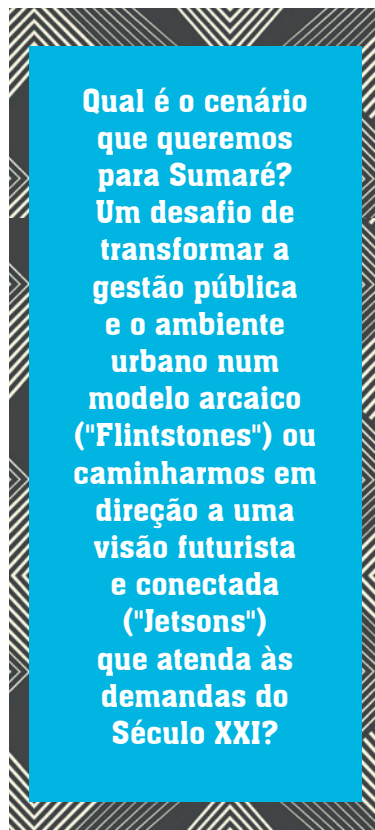 Qual é o cenário
que queremos
para Sumaré?
Um desafio de
transformar a
gestão pública
e o ambiente
urbano num
modelo arcaico
("Flintstones") ou
caminharmos em
direção a uma
visão futurista
e conectada
("Jetsons")
que atenda às
demandas do
Século XXI?